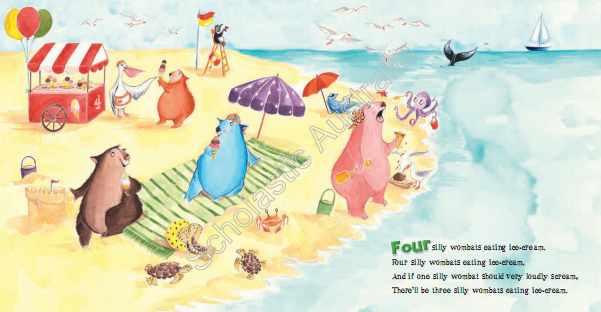 4
Scholastic Australia
Four silly wombats eating ice-cream.
Four silly wombats eating ice-cream.
And if one silly wombat should very loudly scream,
There'll be three silly wombats eating ice-cream.